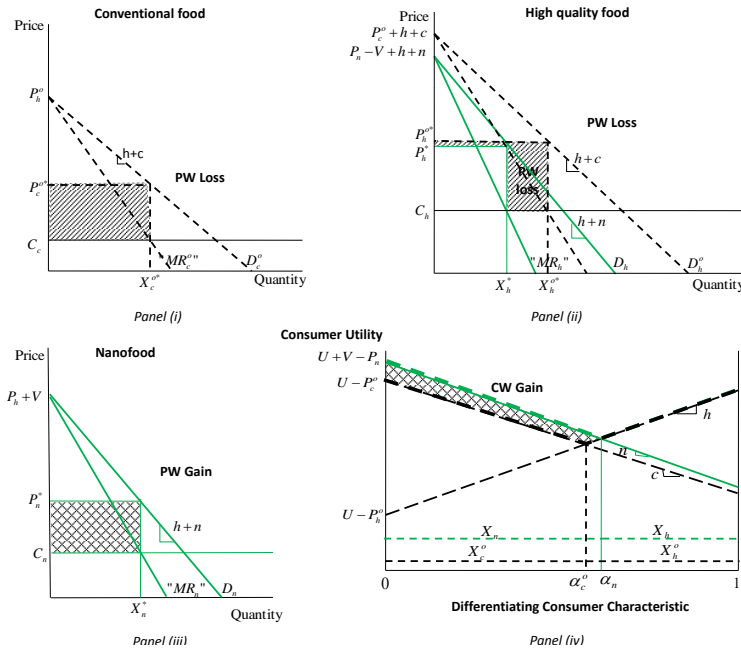 Conventional food
Price
P_h^o
h+c
PW Loss
P_c^{o*}
C_c
"MR_c^o"
D_c^o
X_c^{o*}
Quantity
Panel (i)
High quality food
Price
P_c^o + h + c
P_n − V + h + n
PW Loss
P_h^{o*}
P_h^*
h + c
PW
loss
C_h
h + n
"MR_h"
D_h
D_h^o
X_h^*
X_h^{o*}
Quantity
Panel (ii)
Nanofood
Price
P_h + V
PW Gain
P_n^*
h + n
C_n
"MR_n"
D_n
X_n^*
Quantity
Panel (iii)
Consumer Utility
U + V − P_n
U − P_c^o
CW Gain
h
n
c
U − P_h^o
X_n
X_h
X_c^o
X_h^o
0
α_c^o
α_n
1
Differentiating Consumer Characteristic
Panel (iv)